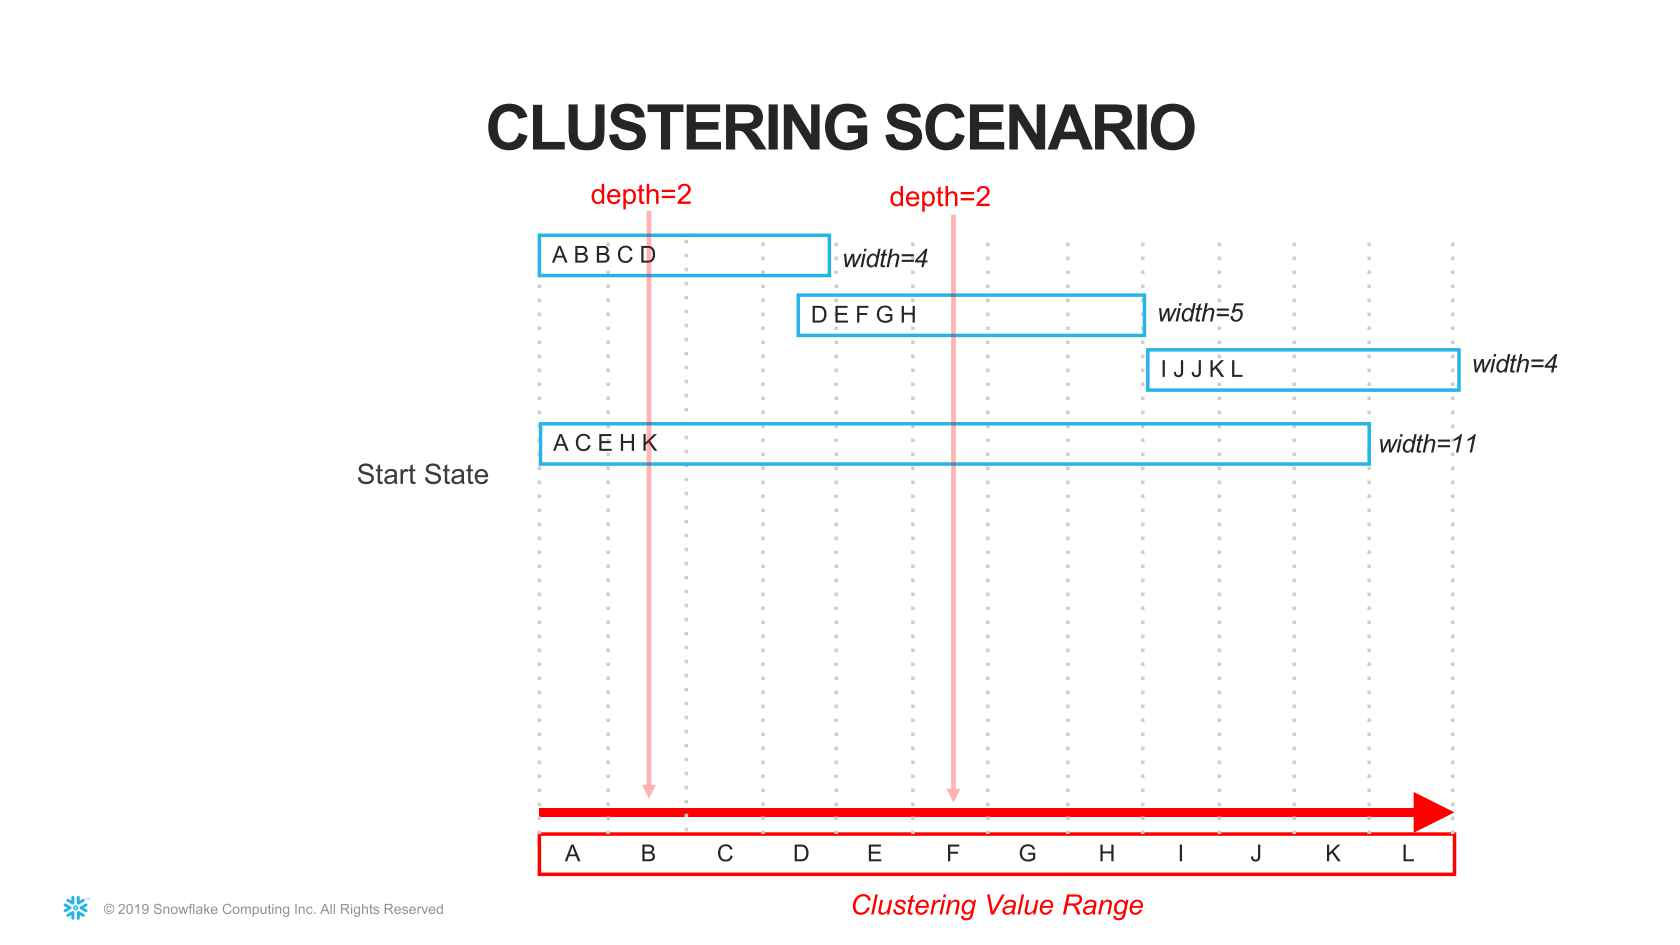 CLUSTERING SCENARIO
depth=2
depth=2
A B B C D
width=4
D E F G H
width=5
I J J K L
width=4
A C E H K
width=11
Start State
A B C D E F G H I J K L
Clustering Value Range
© 2019 Snowflake Computing Inc. All Rights Reserved